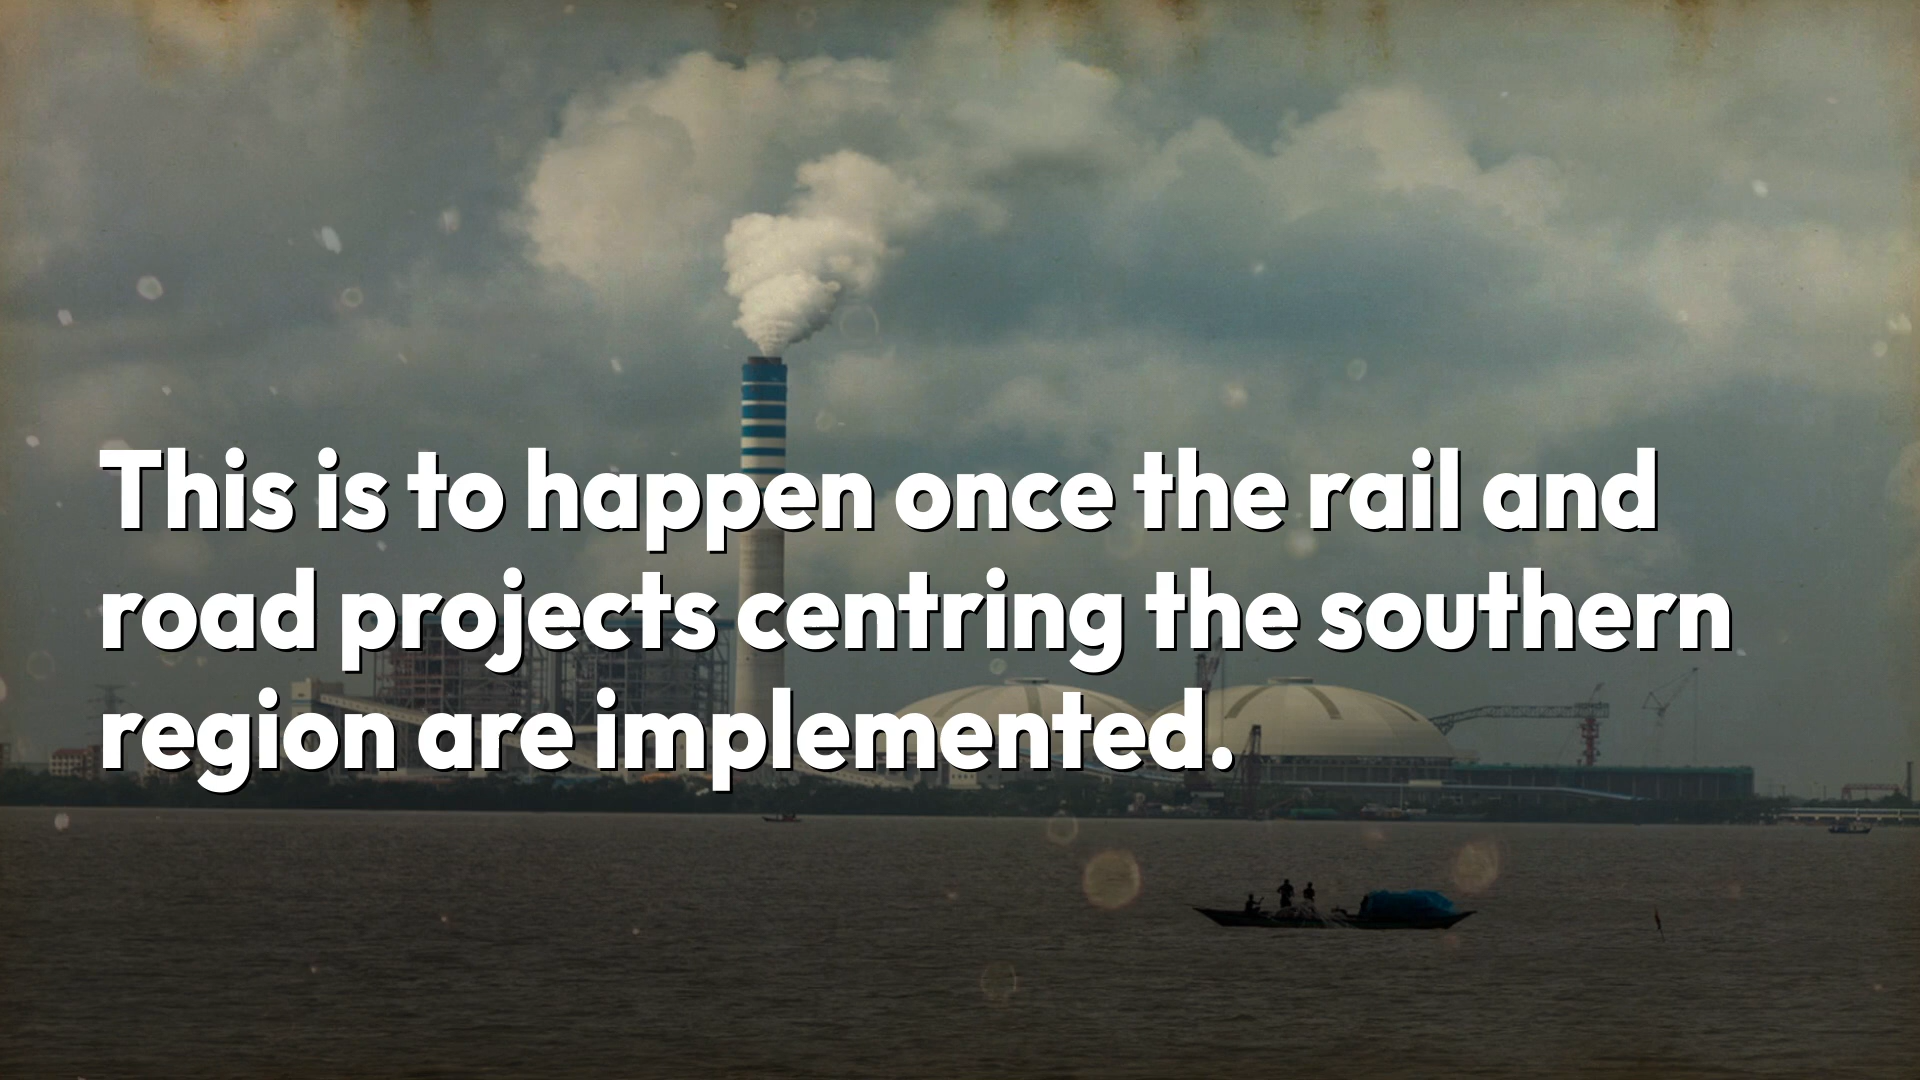 This is to happen once the rail and
road projects centring the southern
region are implemented.